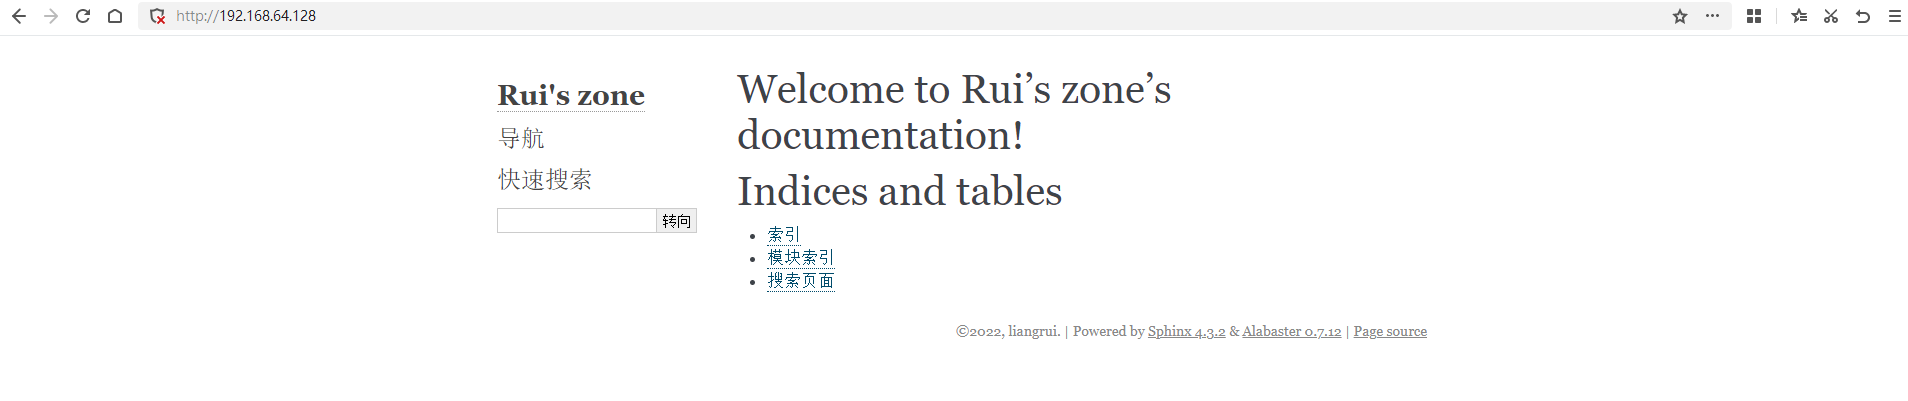 http://192.168.64.128
Rui's zone
导航
快速搜索
转向
Welcome to Rui’s zone’s
documentation!
Indices and tables
索引
模块索引
搜索页面
©2022, liangrui. | Powered by Sphinx 4.3.2 & Alabaster 0.7.12 | Page source